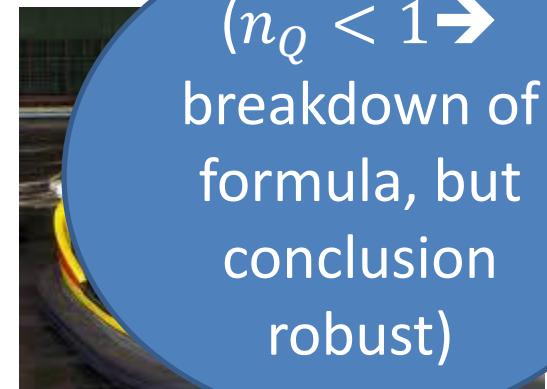 (n_Q < 1➔
breakdown of
formula, but
conclusion
robust)